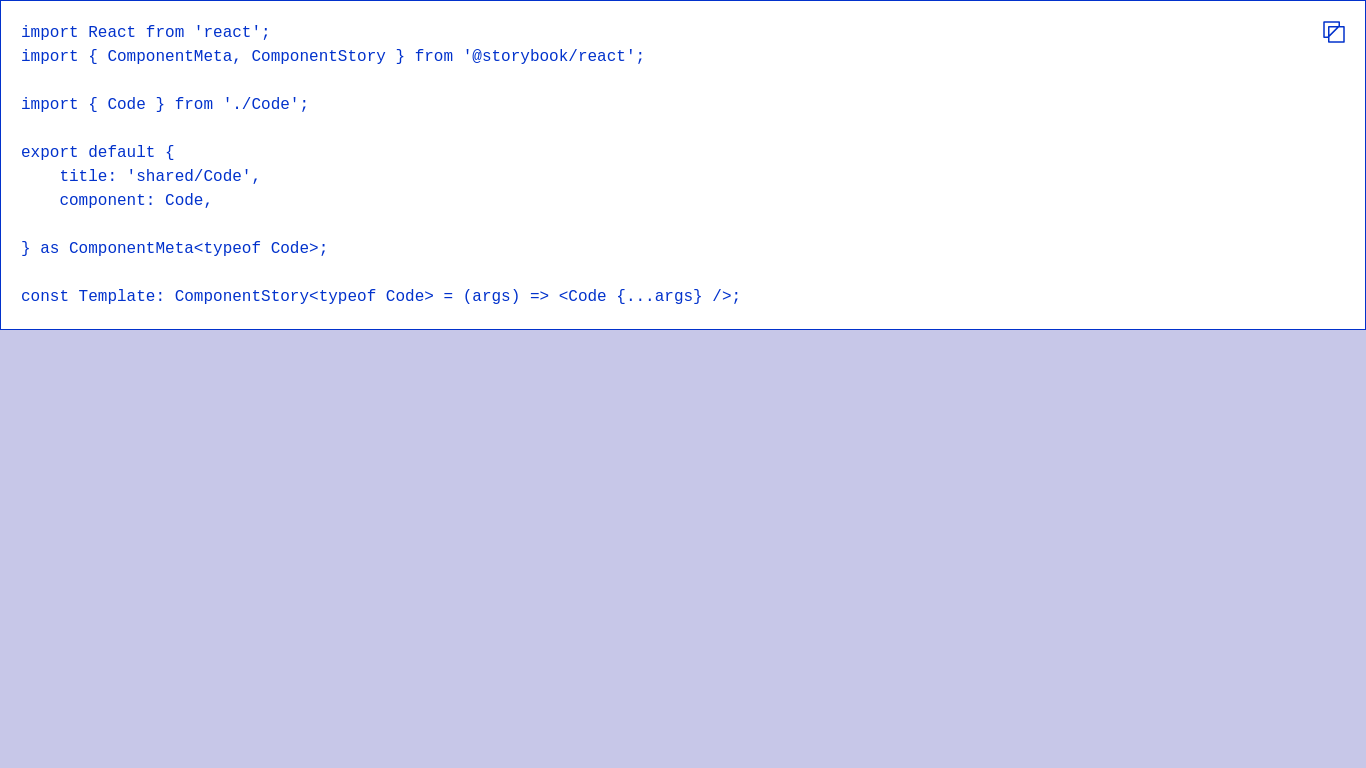 import React from 'react';
import { ComponentMeta, ComponentStory } from '@storybook/react';
import { Code } from './Code';
export default {
    title: 'shared/Code',
    component: Code,
} as ComponentMeta<typeof Code>;
const Template: ComponentStory<typeof Code> = (args) => <Code {...args} />;